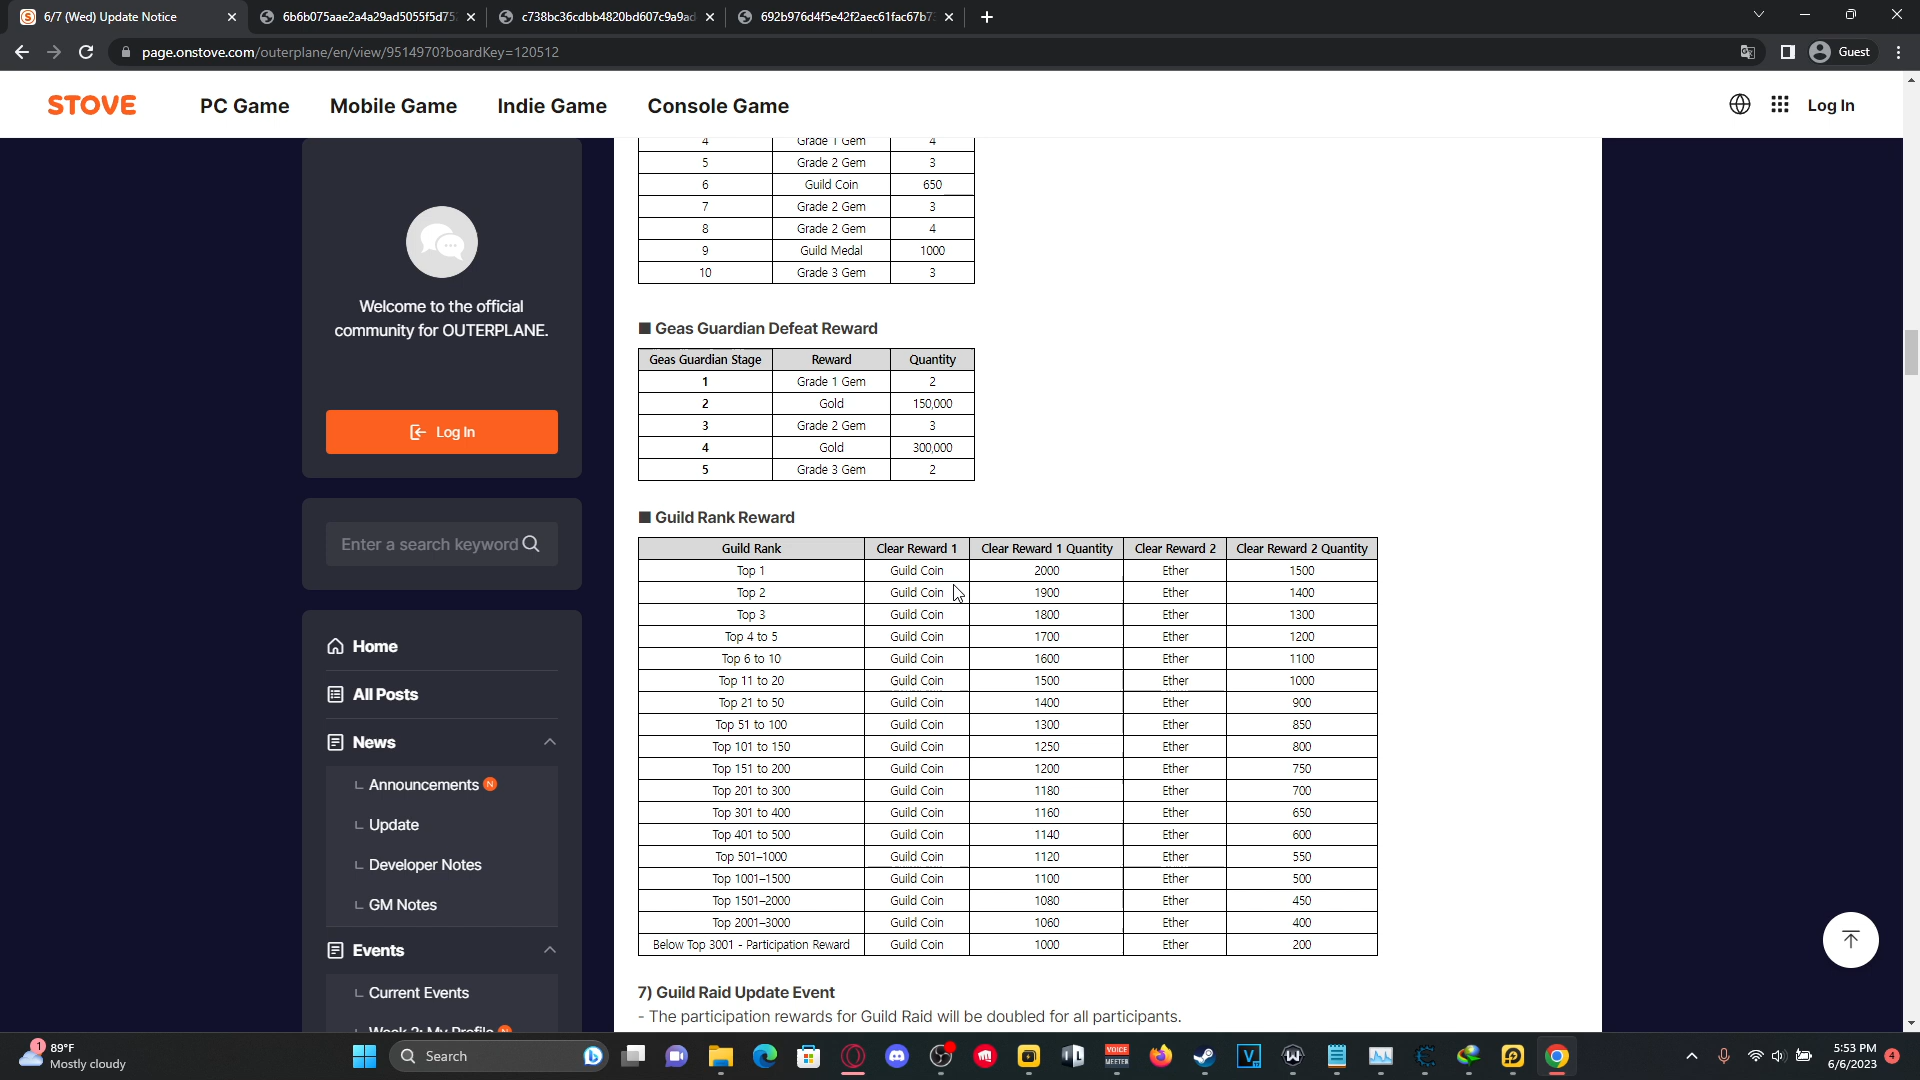 6/7 (Wed) Update Notice
6b6b075aae2a4a29ad5055f5d75
c738bc36cdbb4820bd607c9a9ad
692b976d4f5e42f2aec61fac67b7
page.onstove.com/outerplane/en/view/9514970?boardKey=120512
Guest
STOVE PC Game Mobile Game Indie Game Console Game Log In
Welcome to the official
community for OUTERPLANE.
Log In
Enter a search keyword
Home
All Posts
News
Announcements N
Update
Developer Notes
GM Notes
Events
Current Events
Week 2: My Profile
4 Grade 1 Gem 4
5 Grade 2 Gem 3
6 Guild Coin 650
7 Grade 2 Gem 3
8 Grade 2 Gem 4
9 Guild Medal 1000
10 Grade 3 Gem 3
■ Geas Guardian Defeat Reward
Geas Guardian Stage Reward Quantity
1 Grade 1 Gem 2
2 Gold 150,000
3 Grade 2 Gem 3
4 Gold 300,000
5 Grade 3 Gem 2
■ Guild Rank Reward
Guild Rank Clear Reward 1 Clear Reward 1 Quantity Clear Reward 2 Clear Reward 2 Quantity
Top 1 Guild Coin 2000 Ether 1500
Top 2 Guild Coin 1900 Ether 1400
Top 3 Guild Coin 1800 Ether 1300
Top 4 to 5 Guild Coin 1700 Ether 1200
Top 6 to 10 Guild Coin 1600 Ether 1100
Top 11 to 20 Guild Coin 1500 Ether 1000
Top 21 to 50 Guild Coin 1400 Ether 900
Top 51 to 100 Guild Coin 1300 Ether 850
Top 101 to 150 Guild Coin 1250 Ether 800
Top 151 to 200 Guild Coin 1200 Ether 750
Top 201 to 300 Guild Coin 1180 Ether 700
Top 301 to 400 Guild Coin 1160 Ether 650
Top 401 to 500 Guild Coin 1140 Ether 600
Top 501–1000 Guild Coin 1120 Ether 550
Top 1001–1500 Guild Coin 1100 Ether 500
Top 1501–2000 Guild Coin 1080 Ether 450
Top 2001–3000 Guild Coin 1060 Ether 400
Below Top 3001 - Participation Reward Guild Coin 1000 Ether 200
7) Guild Raid Update Event
- The participation rewards for Guild Raid will be doubled for all participants.
1
89°F
Mostly cloudy
Search
VOICE
MEETER
5:53 PM
6/6/2023
4